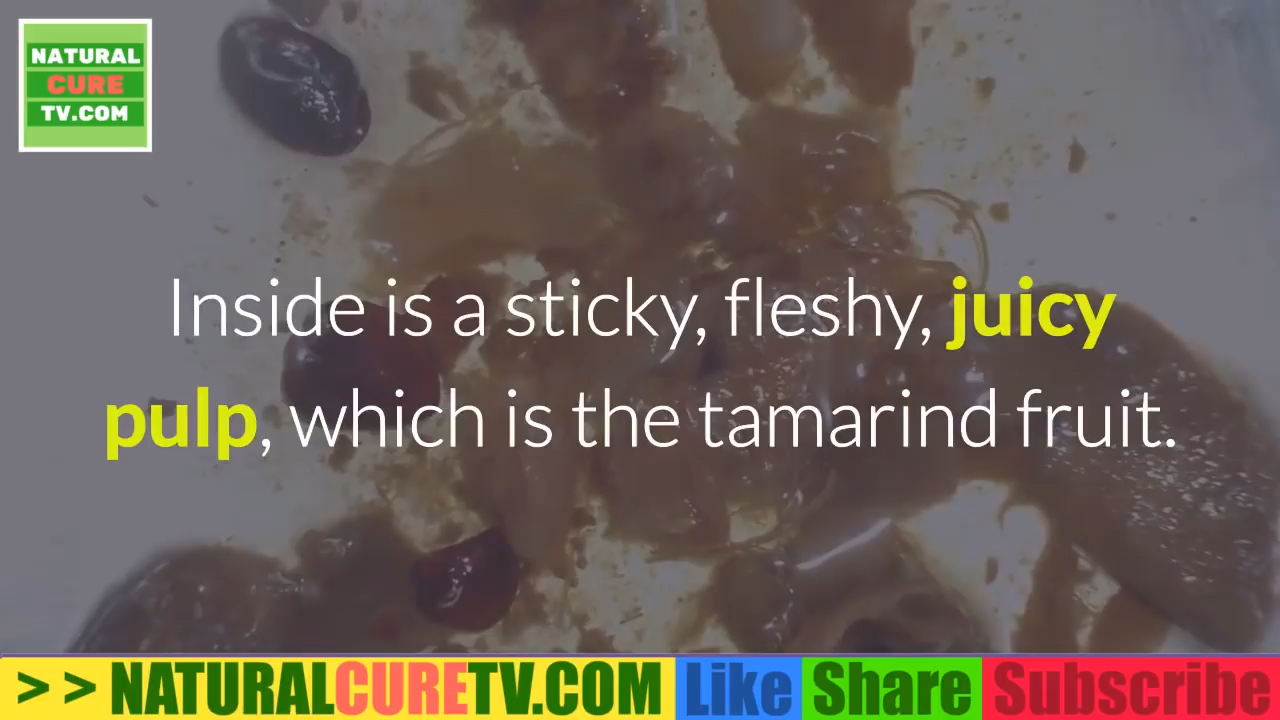 NATURAL
CURE
TV.COM
Inside is a sticky, fleshy, juicy
pulp, which is the tamarind fruit.
> > NATURALCURETV.COM Like Share Subscribe